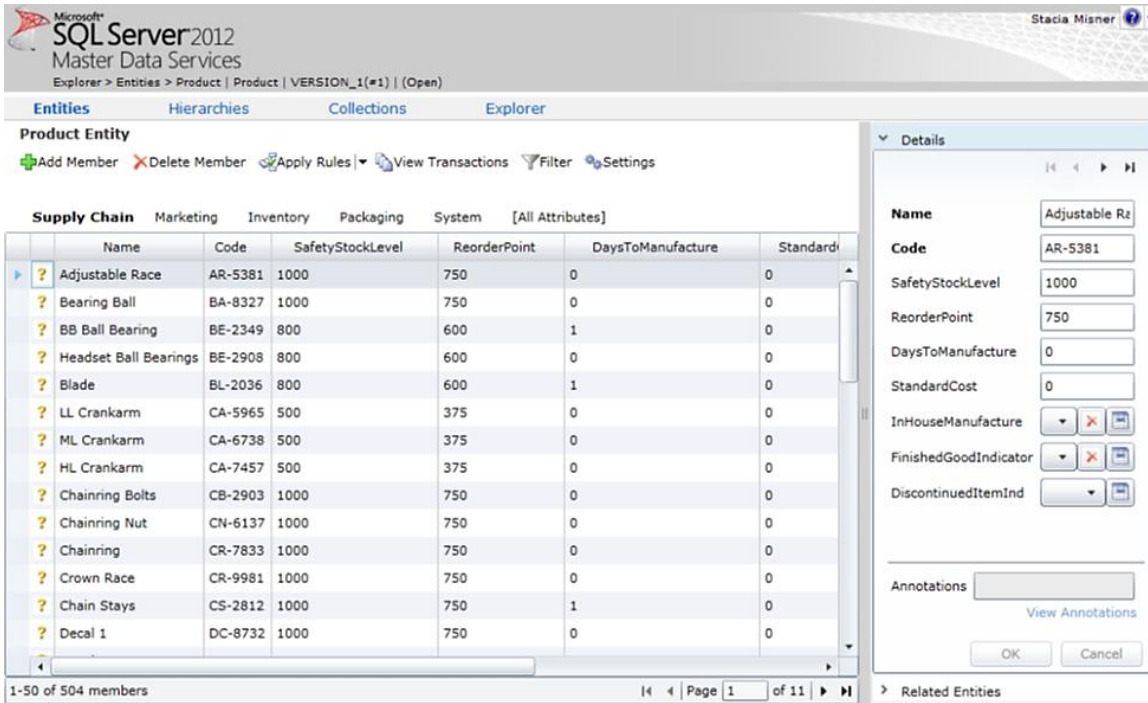 Microsoft®
SQL Server 2012
Master Data Services
Stacia Misner ?
Explorer > Entities > Product | Product | VERSION_1(#1) | (Open)
Entities Hierarchies Collections Explorer
Product Entity
Add Member Delete Member Apply Rules View Transactions Filter Settings
Supply Chain Marketing Inventory Packaging System [All Attributes]
Name Code SafetyStockLevel ReorderPoint DaysToManufacture
? Adjustable Race AR-5381 1000 750 0 0
? Bearing Ball BA-8327 1000 750 0 0
? BB Ball Bearing BE-2349 800 600 1 0
? Headset Ball Bearings BE-2908 800 600 0 0
? Blade BL-2036 800 600 1 0
? LL Crankarm CA-5965 500 375 0 0
? ML Crankarm CA-6738 500 375 0 0
? HL Crankarm CA-7457 500 375 0 0
? Chainring Bolts CB-2903 1000 750 0 0
? Chainring Nut CN-6137 1000 750 0 0
? Chainring CR-7833 1000 750 0 0
? Crown Race CR-9981 1000 750 0 0
? Chain Stays CS-2812 1000 750 1 0
? Decal 1 DC-8732 1000 750 0 0
1-50 of 504 members
Page 1 of 11
Details
Name Adjustable Ra
Code AR-5381
SafetyStockLevel 1000
ReorderPoint 750
DaysToManufacture 0
StandardCost 0
InHouseManufacture
FinishedGoodIndicator
DiscontinuedItemInd
Annotations
View Annotations
OK Cancel
Related Entities